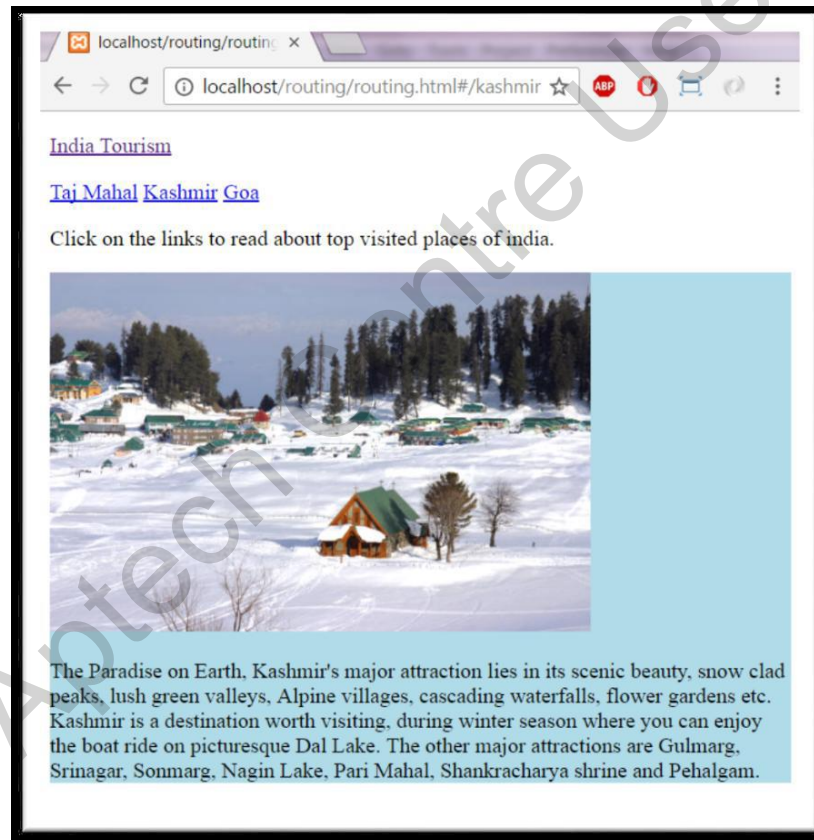 localhost/routing/routing
localhost/routing/routing.html#/kashmir
ABP
India Tourism
Taj Mahal Kashmir Goa
Click on the links to read about top visited places of india.
The Paradise on Earth, Kashmir's major attraction lies in its scenic beauty, snow clad
peaks, lush green valleys, Alpine villages, cascading waterfalls, flower gardens etc.
Kashmir is a destination worth visiting, during winter season where you can enjoy
the boat ride on picturesque Dal Lake. The other major attractions are Gulmarg,
Srinagar, Sonmarg, Nagin Lake, Pari Mahal, Shankracharya shrine and Pehalgam.
Aptech Centre Use